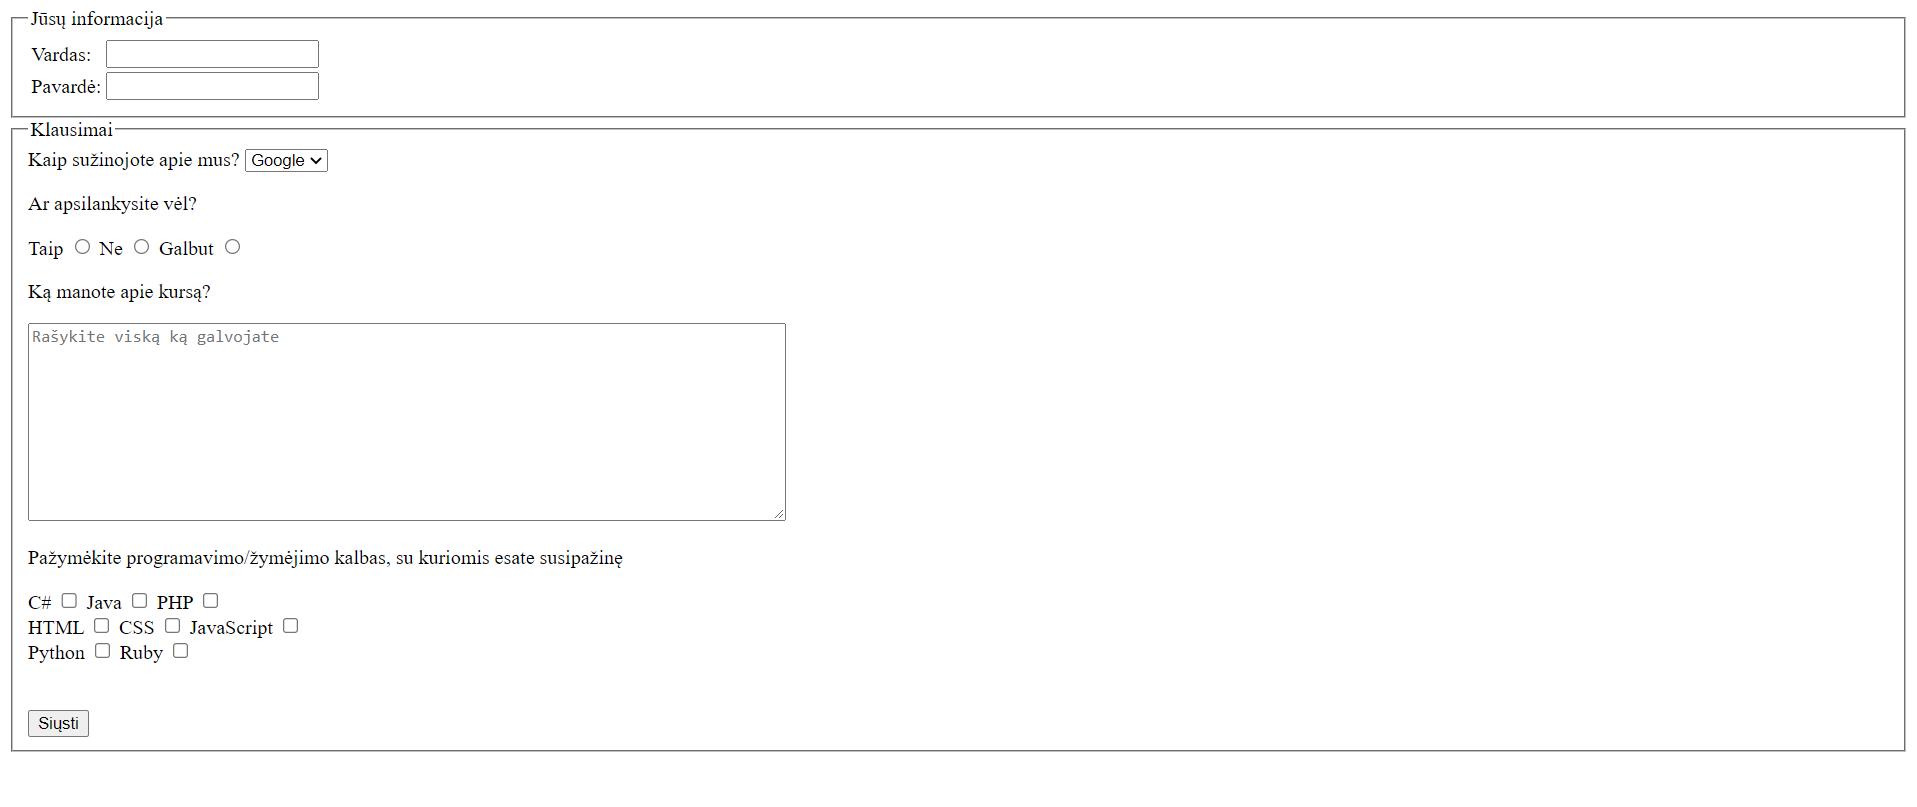 Jūsų informacija
Vardas:
Pavardė:
Klausimai
Kaip sužinojote apie mus? Google
Ar apsilankysite vėl?
Taip Ne Galbut
Ką manote apie kursą?
Rašykite viską ką galvojate
Pažymėkite programavimo/žymėjimo kalbas, su kuriomis esate susipažinę
C# Java PHP
HTML CSS JavaScript
Python Ruby
Siųsti